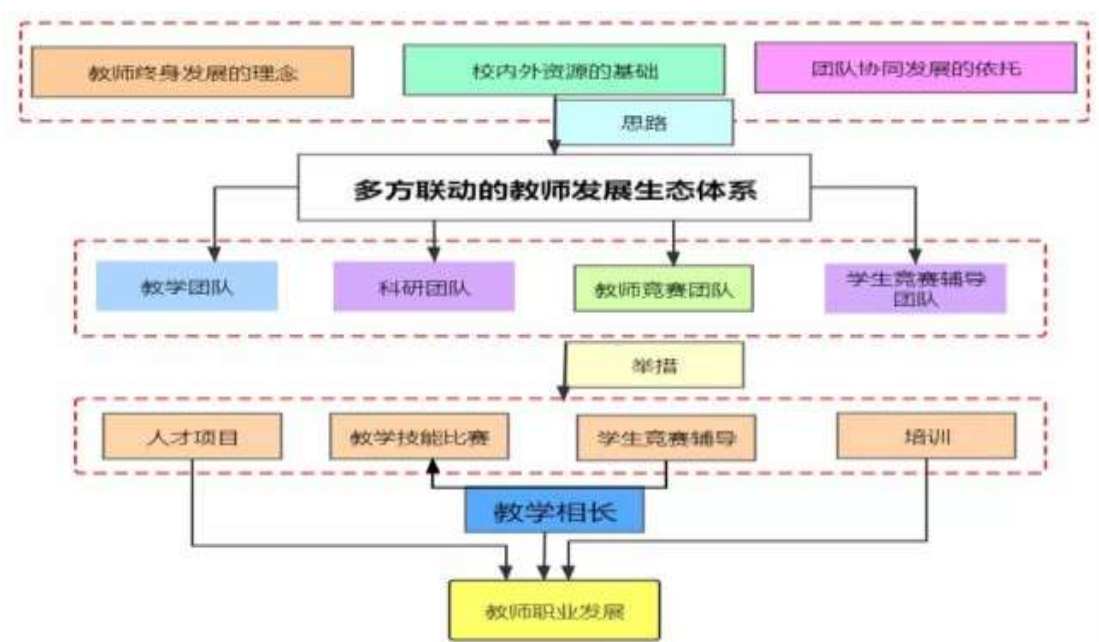 教师终身发展的理念
校内外资源的基础
团队协同发展的依托
思路
多方联动的教师发展生态体系
教学团队
科研团队
教师竞赛团队
学生竞赛辅导
团队
举措
人才项目
教学技能比赛
学生竞赛辅导
培训
教学相长
教师职业发展